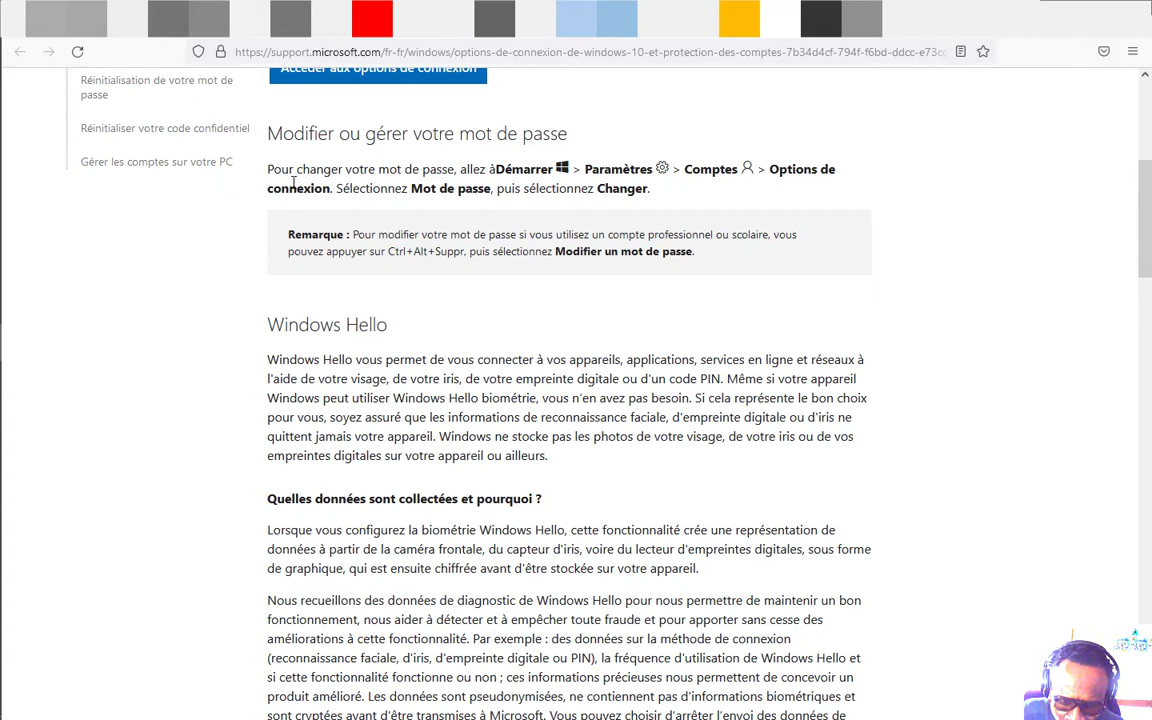 https://support.microsoft.com/fr-fr/windows/options-de-connexion-de-windows-10-et-protection-des-comptes-7b34d4cf-794f-f6bd-ddcc-e73cc
Réinitialisation de votre mot de
passe
Réinitialiser votre code confidentiel
Gérer les comptes sur votre PC
Accéder aux options de connexion
Modifier ou gérer votre mot de passe
Pour changer votre mot de passe, allez àDémarrer > Paramètres > Comptes > Options de
connexion. Sélectionnez Mot de passe, puis sélectionnez Changer.
Remarque : Pour modifier votre mot de passe si vous utilisez un compte professionnel ou scolaire, vous
pouvez appuyer sur Ctrl+Alt+Suppr, puis sélectionnez Modifier un mot de passe.
Windows Hello
Windows Hello vous permet de vous connecter à vos appareils, applications, services en ligne et réseaux à
l'aide de votre visage, de votre iris, de votre empreinte digitale ou d'un code PIN. Même si votre appareil
Windows peut utiliser Windows Hello biométrie, vous n'en avez pas besoin. Si cela représente le bon choix
pour vous, soyez assuré que les informations de reconnaissance faciale, d'empreinte digitale ou d'iris ne
quittent jamais votre appareil. Windows ne stocke pas les photos de votre visage, de votre iris ou de vos
empreintes digitales sur votre appareil ou ailleurs.
Quelles données sont collectées et pourquoi ?
Lorsque vous configurez la biométrie Windows Hello, cette fonctionnalité crée une représentation de
données à partir de la caméra frontale, du capteur d'iris, voire du lecteur d'empreintes digitales, sous forme
de graphique, qui est ensuite chiffrée avant d'être stockée sur votre appareil.
Nous recueillons des données de diagnostic de Windows Hello pour nous permettre de maintenir un bon
fonctionnement, nous aider à détecter et à empêcher toute fraude et pour apporter sans cesse des
améliorations à cette fonctionnalité. Par exemple : des données sur la méthode de connexion
(reconnaissance faciale, d'iris, d'empreinte digitale ou PIN), la fréquence d'utilisation de Windows Hello et
si cette fonctionnalité fonctionne ou non ; ces informations précieuses nous permettent de concevoir un
produit amélioré. Les données sont pseudonymisées, ne contiennent pas d'informations biométriques et
sont cryptées avant d'être transmises à Microsoft. Vous pouvez choisir d'arrêter l'envoi des données de